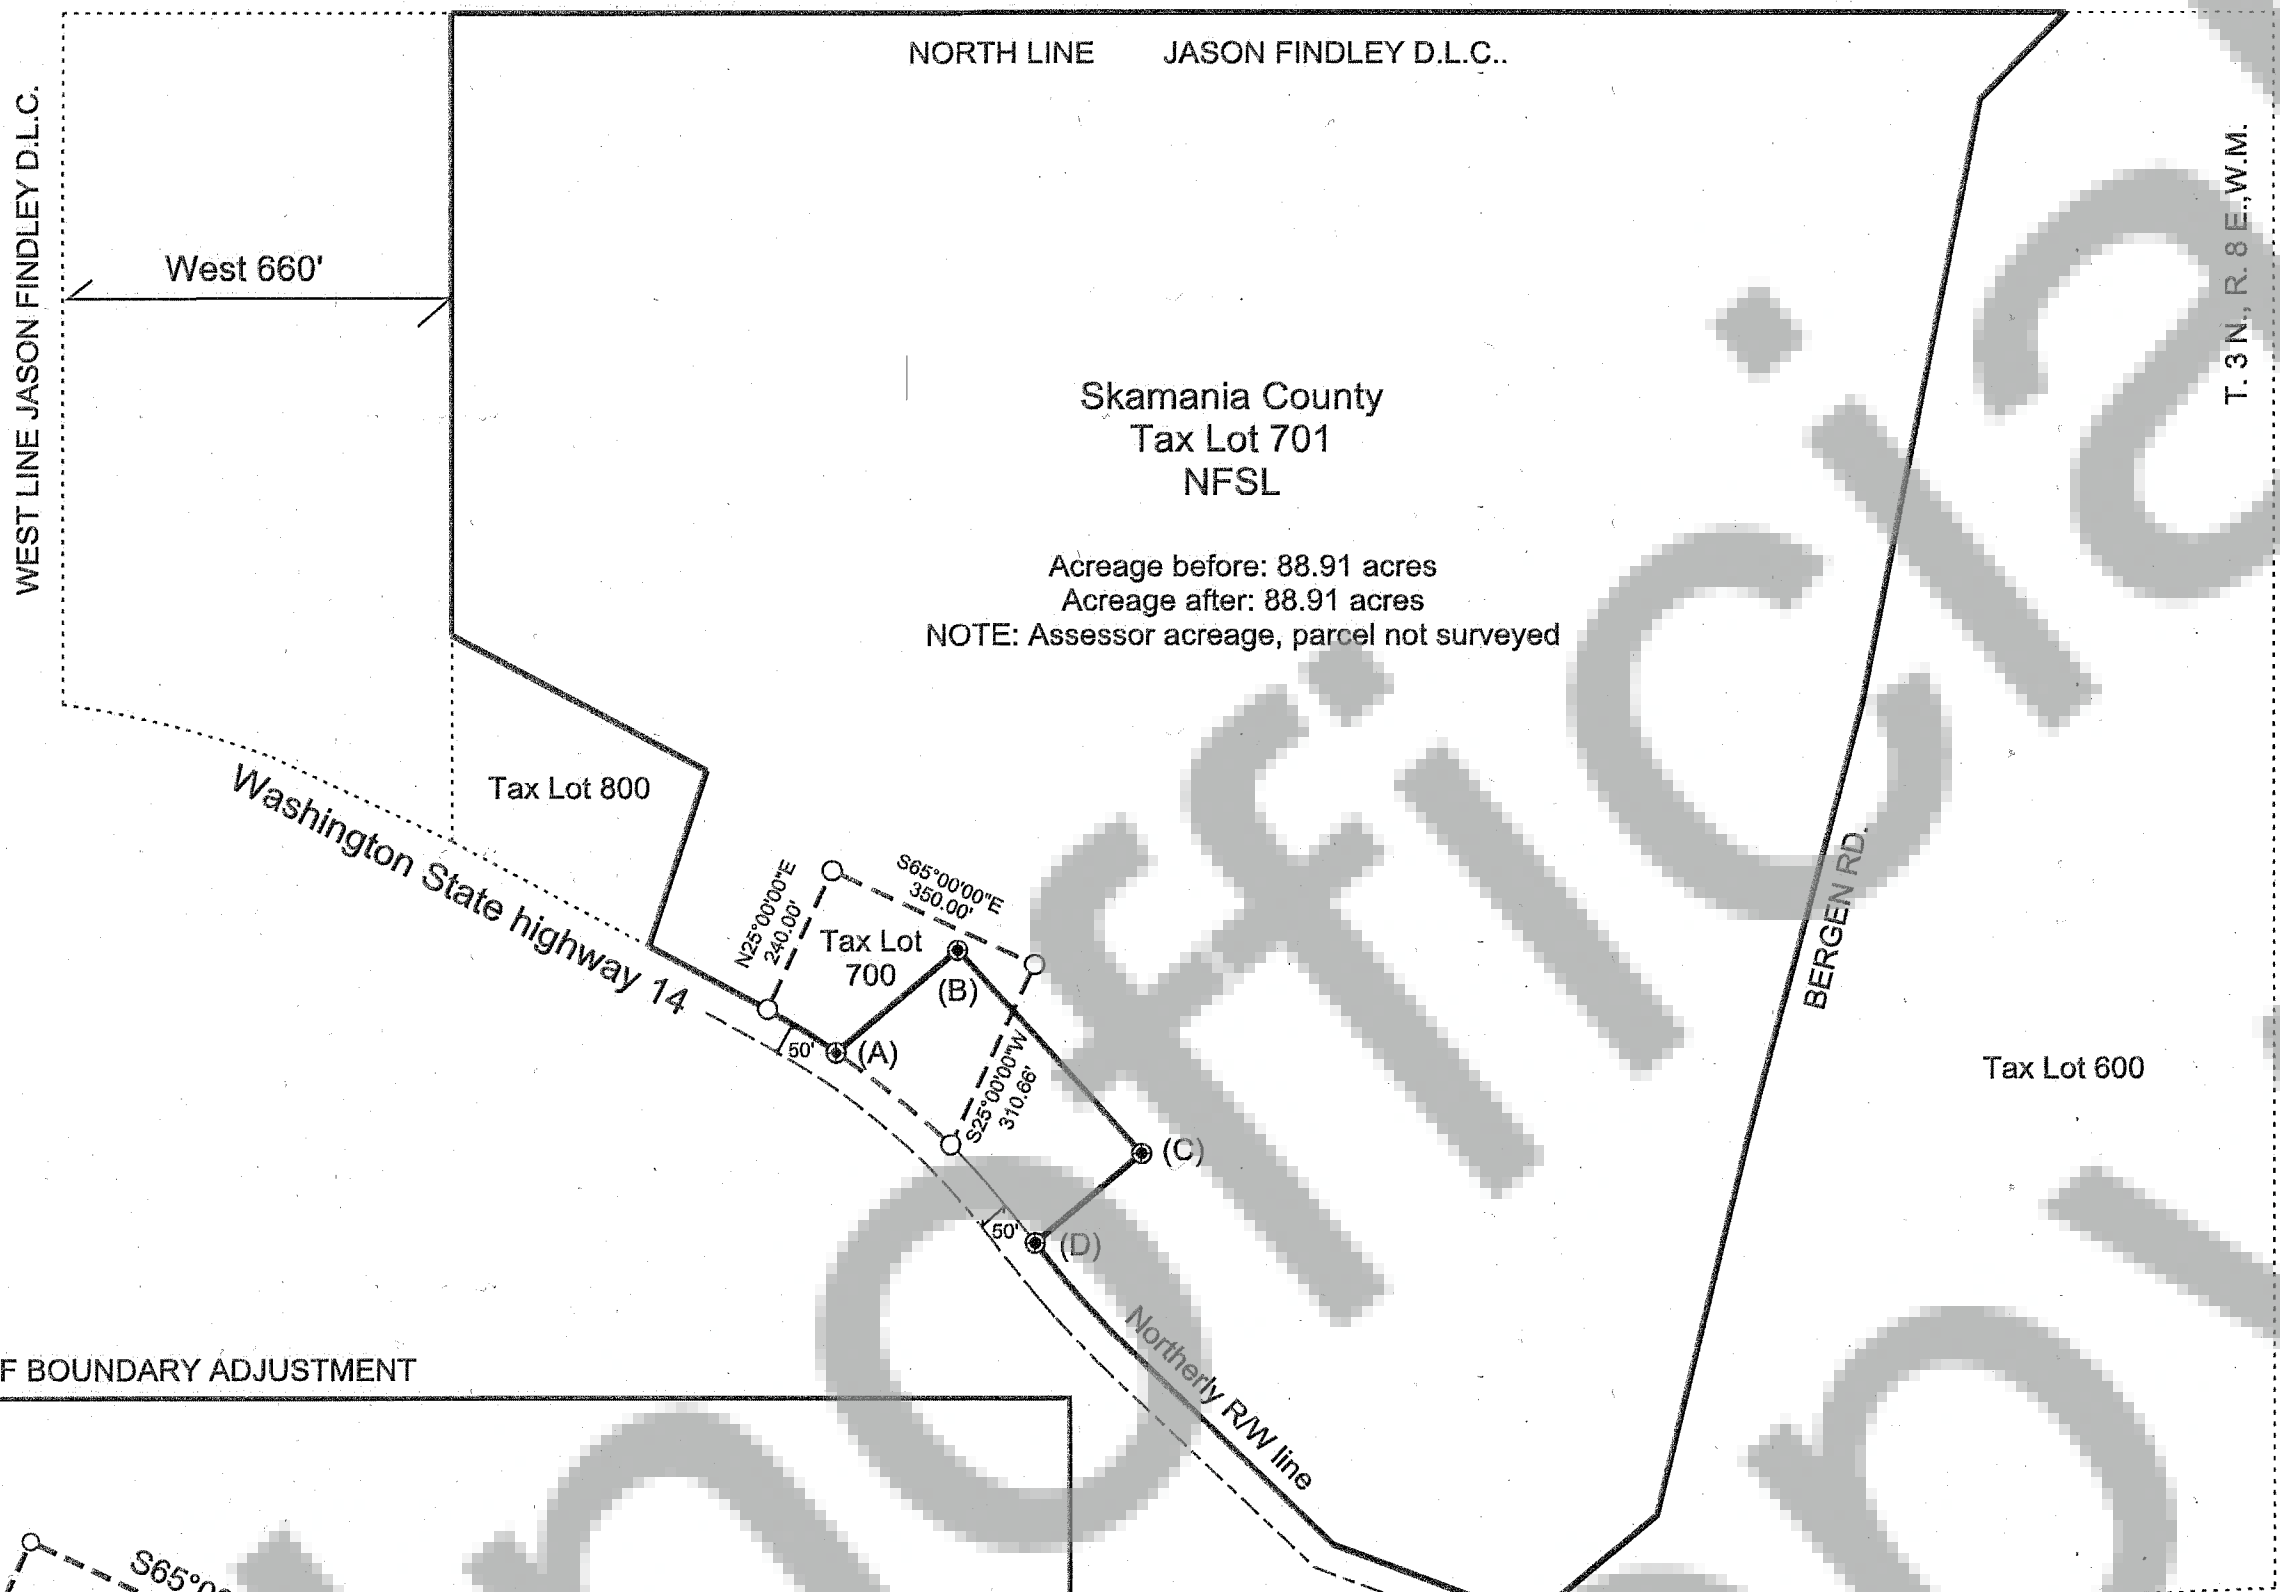 NORTH LINE JASON FINDLEY D.L.C..
WEST LINE JASON FINDLEY D.L.C.
West 660'
T. 3 N., R. 8 E.,W.M.
Skamania County
Tax Lot 701
NFSL
Acreage before: 88.91 acres
Acreage after: 88.91 acres
NOTE: Assessor acreage, parcel not surveyed
Tax Lot 800
Washington State highway 14
N25°00'00"E
240.00'
S65°00'00"E
350.00'
Tax Lot
700
(B)
50'
(A)
S25°00'00"W
310.66'
BERGEN RD.
Tax Lot 600
(C)
50'
(D)
Northerly R/W line
F BOUNDARY ADJUSTMENT